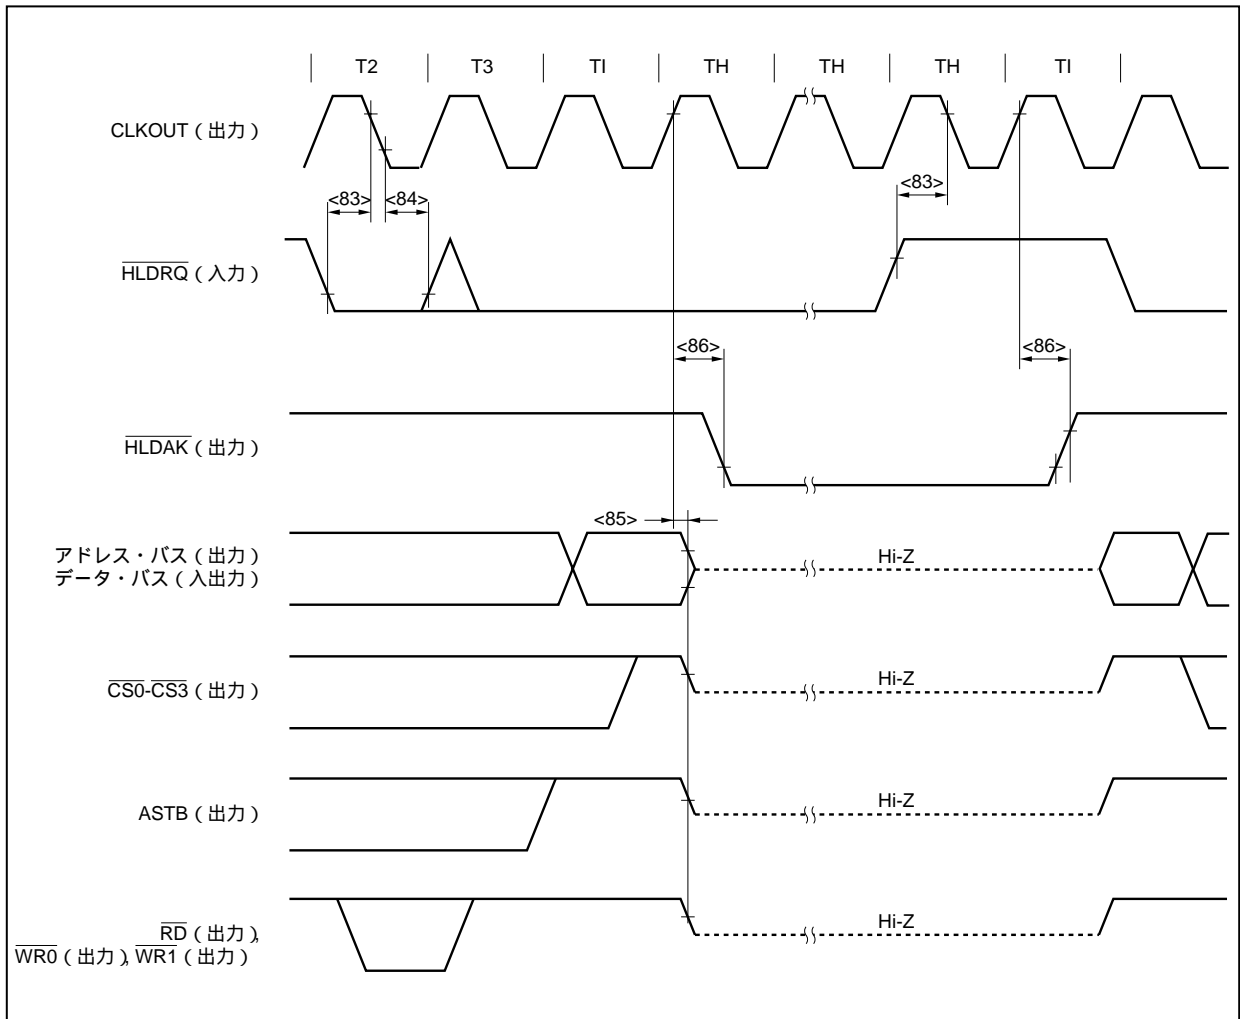 T2 T3 TI TH TH TH TI
CLKOUT（出力）
<83> <84> <83>
HLDRQ（入力）
<86> <86>
HLDAK（出力）
<85>
アドレス・バス（出力）
データ・バス（入出力）
Hi-Z
CS0-CS3（出力）
Hi-Z
ASTB（出力）
Hi-Z
RD（出力），
WR0（出力），WR1（出力）
Hi-Z